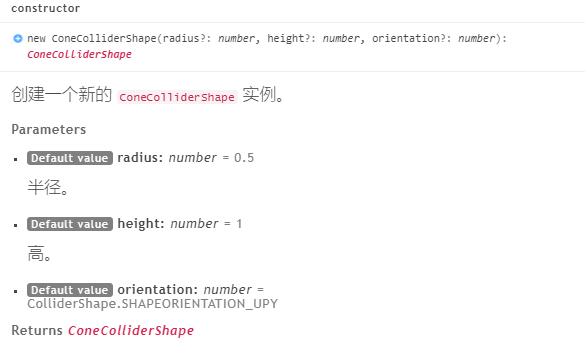 constructor
new ConeColliderShape(radius?: number, height?: number, orientation?: number):
ConeColliderShape
创建一个新的 ConeColliderShape 实例。
Parameters
Default value radius: number = 0.5
半径。
Default value height: number = 1
高。
Default value orientation: number =
ColliderShape.SHAPEORIENTATION_UPY
Returns ConeColliderShape